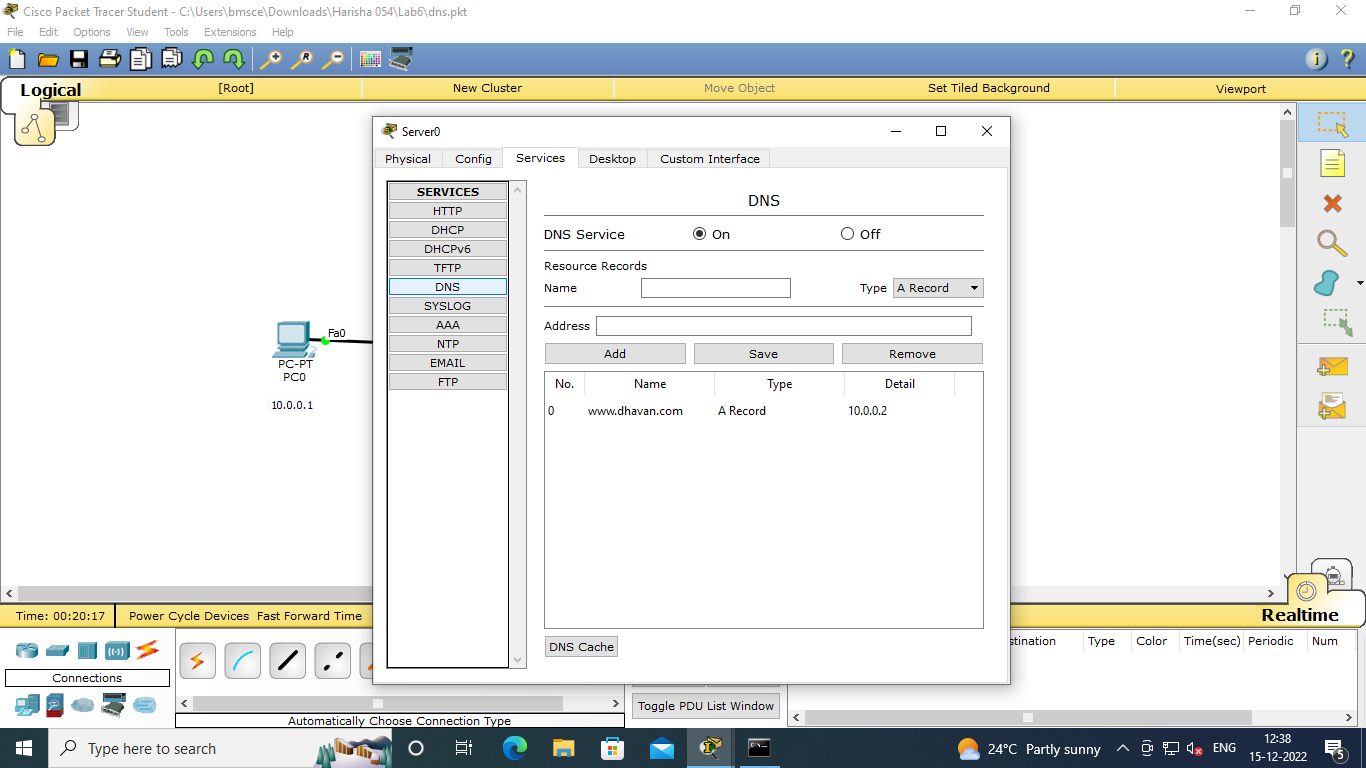 Cisco Packet Tracer Student - C:\Users\bmsce\Downloads\Harisha 054\Lab6\dns.pkt
File Edit Options View Tools Extensions Help
Logical [Root] New Cluster Move Object Set Tiled Background Viewport
Server0
Physical Config Services Desktop Custom Interface
SERVICES
HTTP
DHCP
DHCPv6
TFTP
DNS
SYSLOG
AAA
NTP
EMAIL
FTP
DNS
DNS Service On Off
Resource Records
Name Type A Record
Address
Add Save Remove
No. Name Type Detail
0 www.dhavan.com A Record 10.0.0.2
DNS Cache
Fa0
PC-PT
PC0
10.0.0.1
Time: 00:20:17 Power Cycle Devices Fast Forward Time Realtime
Connections
Automatically Choose Connection Type
Toggle PDU List Window
stination Type Color Time(sec) Periodic Num
Type here to search
24°C Partly sunny ENG 12:38
15-12-2022
5